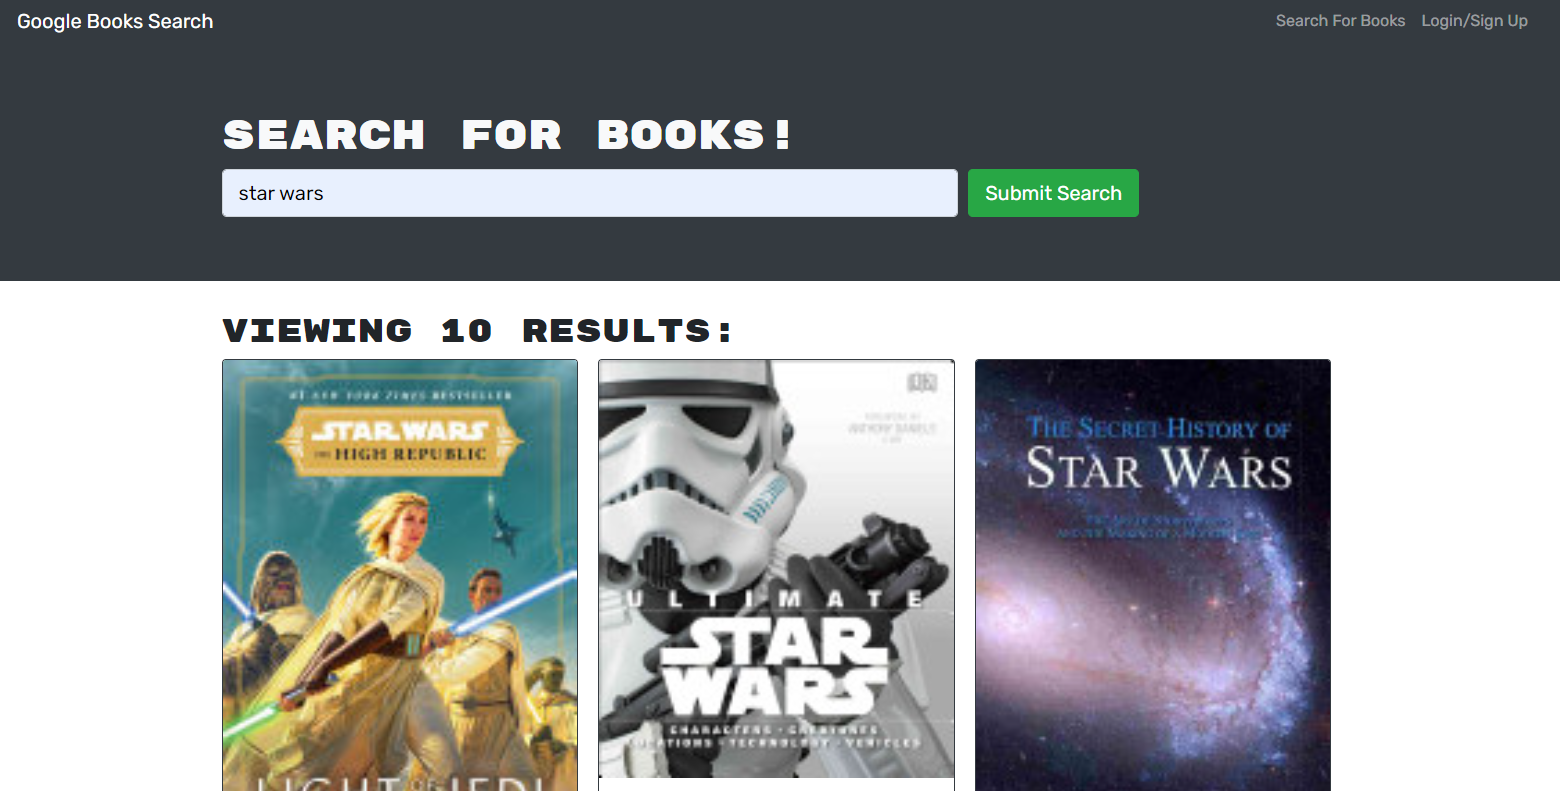 Google Books Search
Search For Books Login/Sign Up
SEARCH FOR BOOKS!
star wars
Submit Search
VIEWING 10 RESULTS:
#1 NEW YORK TIMES BESTSELLER
STAR WARS
THE HIGH REPUBLIC
LIGHT OF THE JEDI
DK
FOREWORD BY
ANTHONY DANIELS
ULTIMATE
STAR
WARS
CHARACTERS • CREATURES
LOCATIONS • TECHNOLOGY • VEHICLES
THE SECRET HISTORY OF
STAR WARS